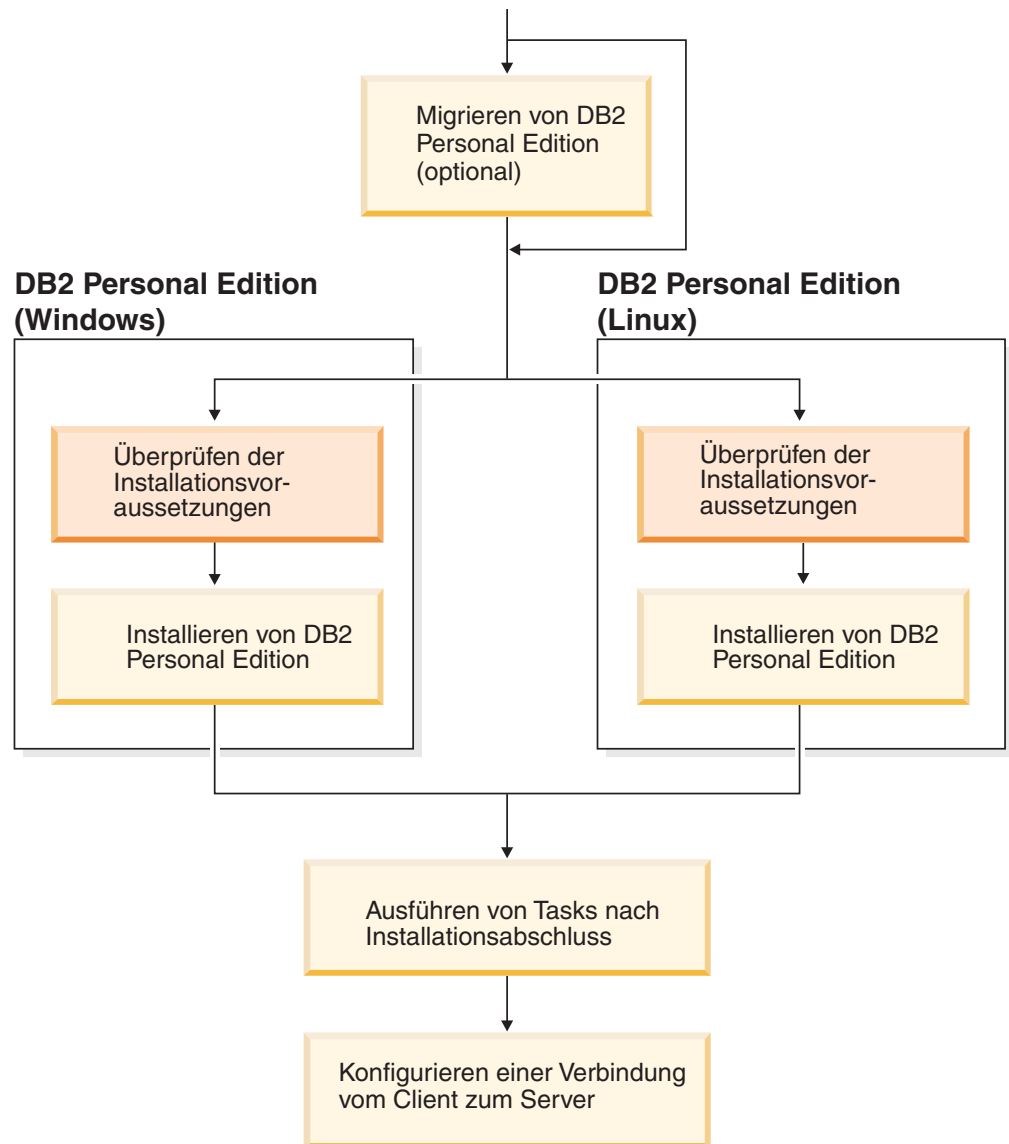 Migrieren von DB2
Personal Edition
(optional)
DB2 Personal Edition
(Windows)
Überprüfen der
Installationsvor-
aussetzungen
Installieren von DB2
Personal Edition
DB2 Personal Edition
(Linux)
Überprüfen der
Installationsvor-
aussetzungen
Installieren von DB2
Personal Edition
Ausführen von Tasks nach
Installationsabschluss
Konfigurieren einer Verbindung
vom Client zum Server